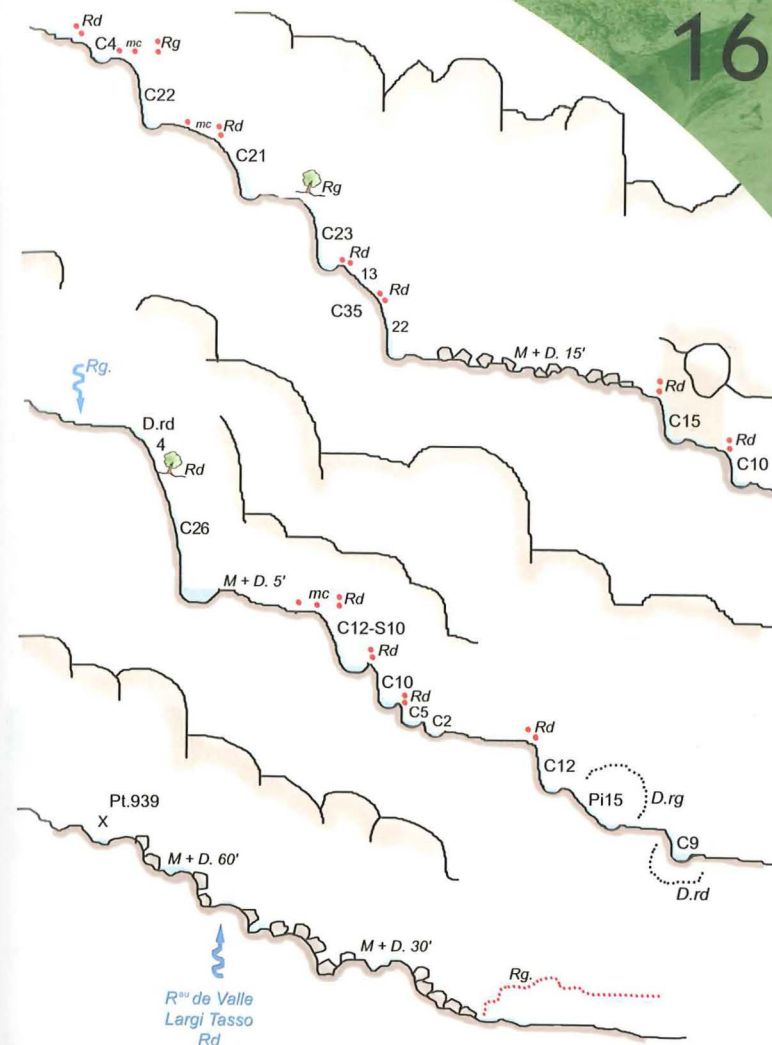 16
Rd
C4
mc
Rg
C22
mc
Rd
C21
Rg
C23
Rd
13
C35
Rd
22
M + D. 15'
Rd
C15
Rd
C10
Rg.
D.rd
4
Rd
C26
M + D. 5'
mc
Rd
C12-S10
Rd
C10
Rd
C5
C2
Rd
C12
Pi15
D.rg
C9
D.rd
Pt.939
X
M + D. 60'
M + D. 30'
Rg.
Rau de Valle
Largi Tasso
Rd